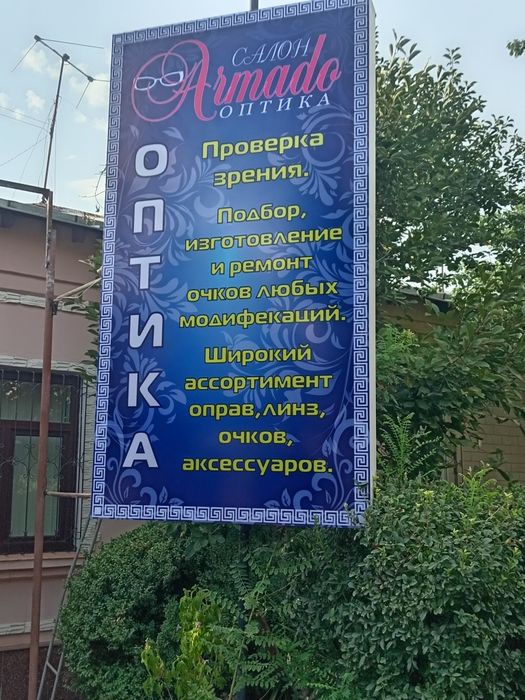 САЛОН
Armado
ОПТИКА
ОПТИКА
Проверка
зрения.
Подбор,
изготовление
и ремонт
очков любых
модифекаций.
Широкий
ассортимент
оправ,линз,
очков,
аксессуаров.